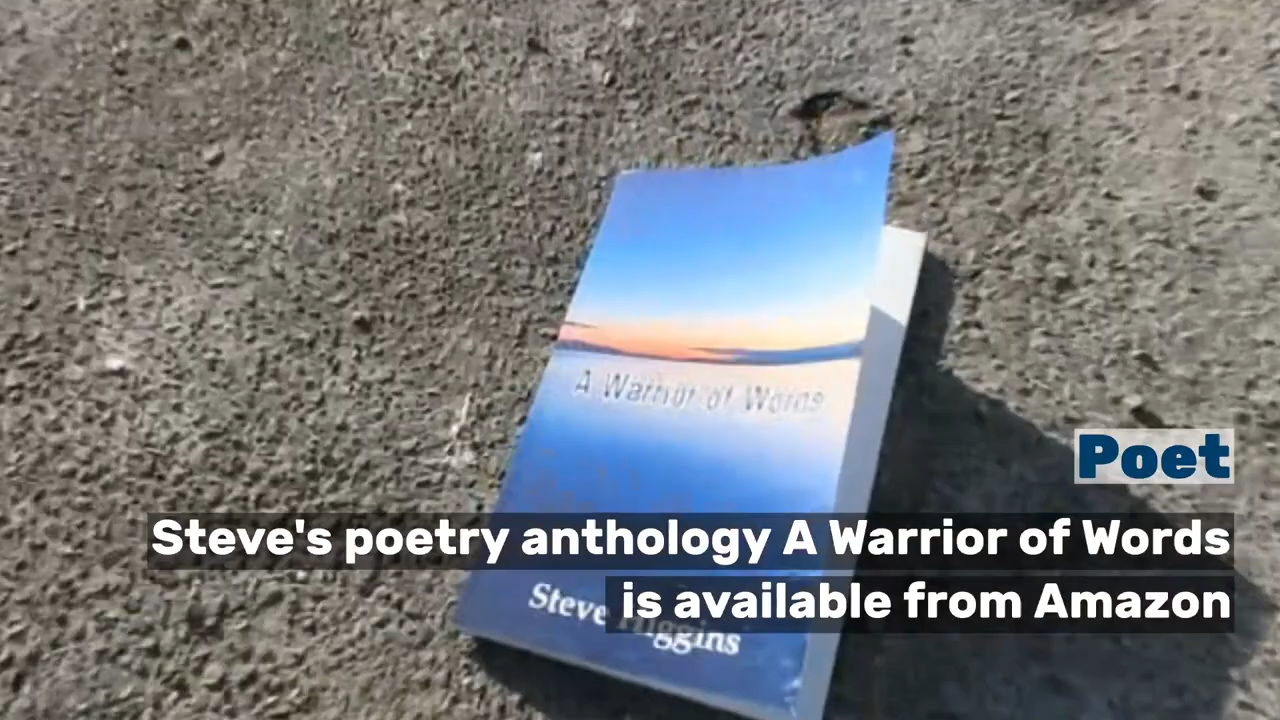 A Warrior of Words
Poet
Steve's poetry anthology A Warrior of Words
is available from Amazon
Steve Higgins